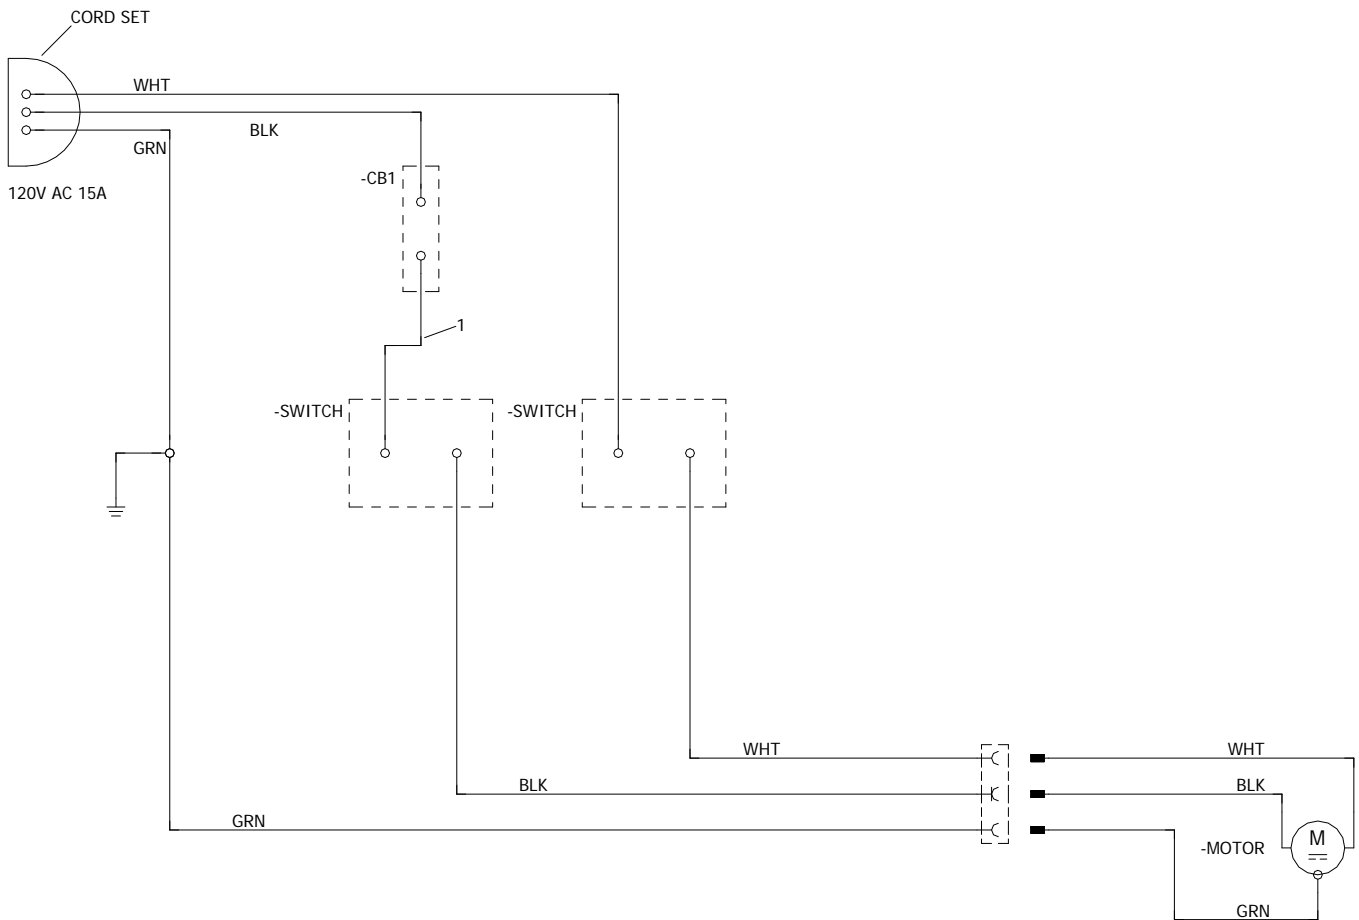 CORD SET
WHT
BLK
GRN
-CB1
120V AC 15A
1
-SWITCH
-SWITCH
WHT
WHT
BLK
BLK
GRN
M
-MOTOR
GRN